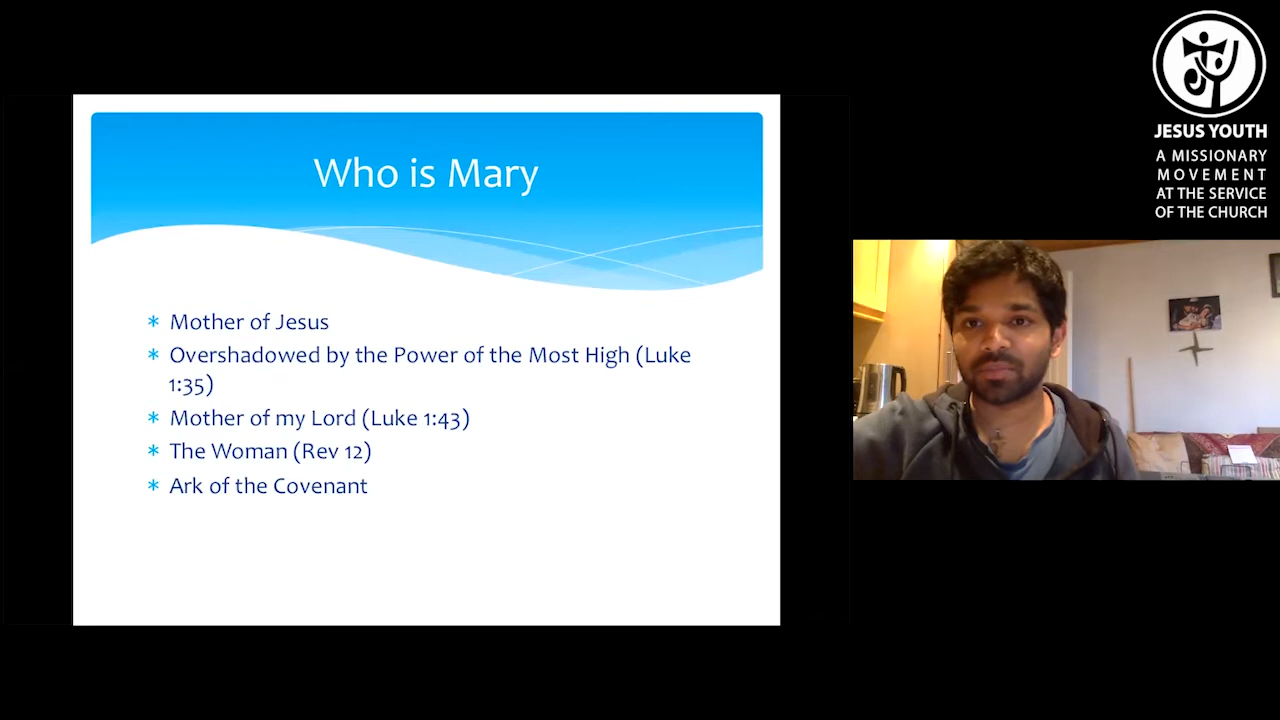 Who is Mary
* Mother of Jesus
* Overshadowed by the Power of the Most High (Luke
1:35)
* Mother of my Lord (Luke 1:43)
* The Woman (Rev 12)
* Ark of the Covenant
JESUS YOUTH
A MISSIONARY
MOVEMENT
AT THE SERVICE
OF THE CHURCH